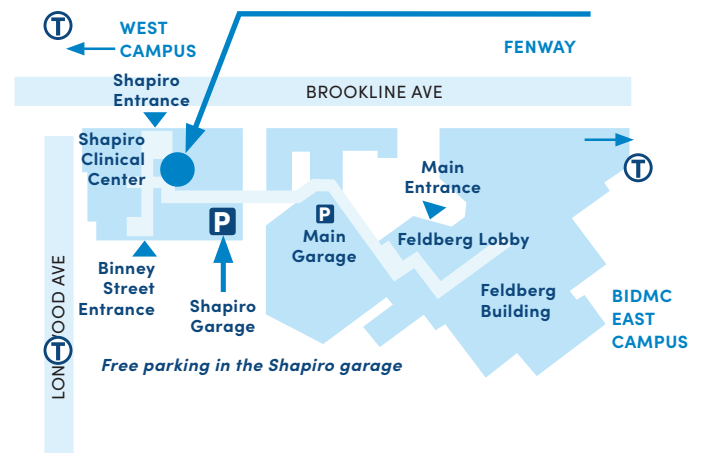 T
WEST
CAMPUS
FENWAY
Shapiro
Entrance
BROOKLINE AVE
Shapiro
Clinical
Center
T
Main
Entrance
P
P
Main
Garage
Feldberg Lobby
Binney
Street
Entrance
Shapiro
Garage
Feldberg
Building
BIDMC
EAST
CAMPUS
LONGWOOD AVE
T
Free parking in the Shapiro garage